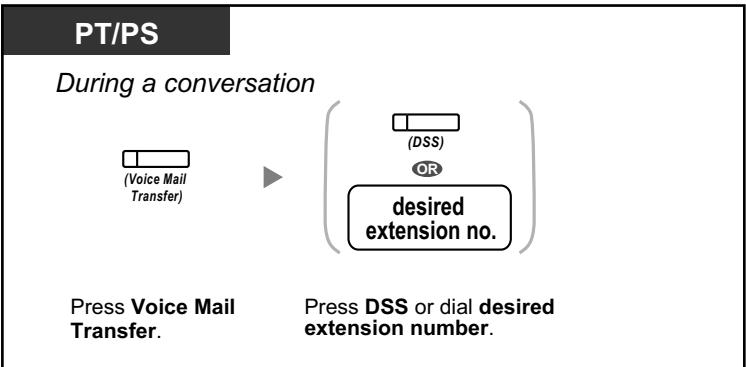 PT/PS
During a conversation
(Voice Mail
Transfer)
(DSS)
OR
desired
extension no.
Press Voice Mail
Transfer.
Press DSS or dial desired
extension number.